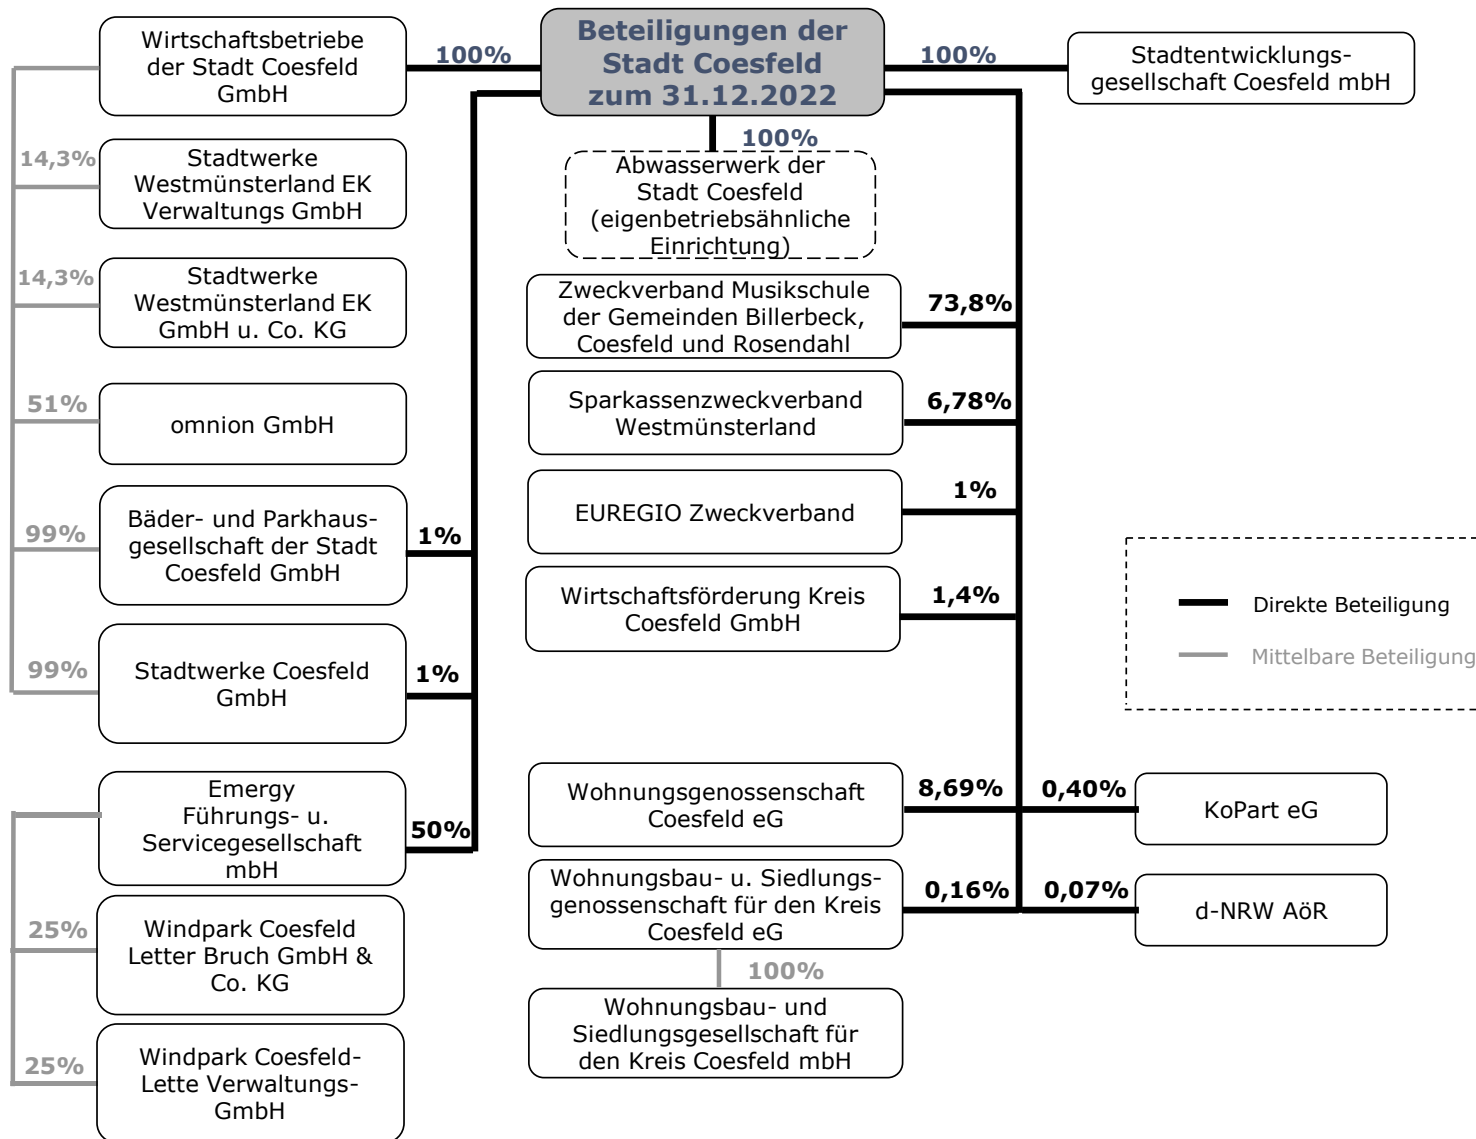 Beteiligungen der
Stadt Coesfeld
zum 31.12.2022
Wirtschaftsbetriebe
der Stadt Coesfeld
GmbH
100%
100%
Stadtentwicklungs-
gesellschaft Coesfeld mbH
100%
Abwasserwerk der
Stadt Coesfeld
(eigenbetriebsähnliche
Einrichtung)
14,3%
Stadtwerke
Westmünsterland EK
Verwaltungs GmbH
14,3%
Stadtwerke
Westmünsterland EK
GmbH u. Co. KG
51%
omnion GmbH
99%
Bäder- und Parkhaus-
gesellschaft der Stadt
Coesfeld GmbH
1%
99%
Stadtwerke Coesfeld
GmbH
1%
Emergy
Führungs- u.
Servicegesellschaft
mbH
50%
25%
Windpark Coesfeld
Letter Bruch GmbH &
Co. KG
25%
Windpark Coesfeld-
Lette Verwaltungs-
GmbH
Zweckverband Musikschule
der Gemeinden Billerbeck,
Coesfeld und Rosendahl
73,8%
Sparkassenzweckverband
Westmünsterland
6,78%
EUREGIO Zweckverband
1%
Wirtschaftsförderung Kreis
Coesfeld GmbH
1,4%
Wohnungsgenossenschaft
Coesfeld eG
8,69%
0,40%
KoPart eG
Wohnungsbau- u. Siedlungs-
genossenschaft für den Kreis
Coesfeld eG
0,16%
0,07%
d-NRW AöR
100%
Wohnungsbau- und
Siedlungsgesellschaft für
den Kreis Coesfeld mbH
Direkte Beteiligung
Mittelbare Beteiligung